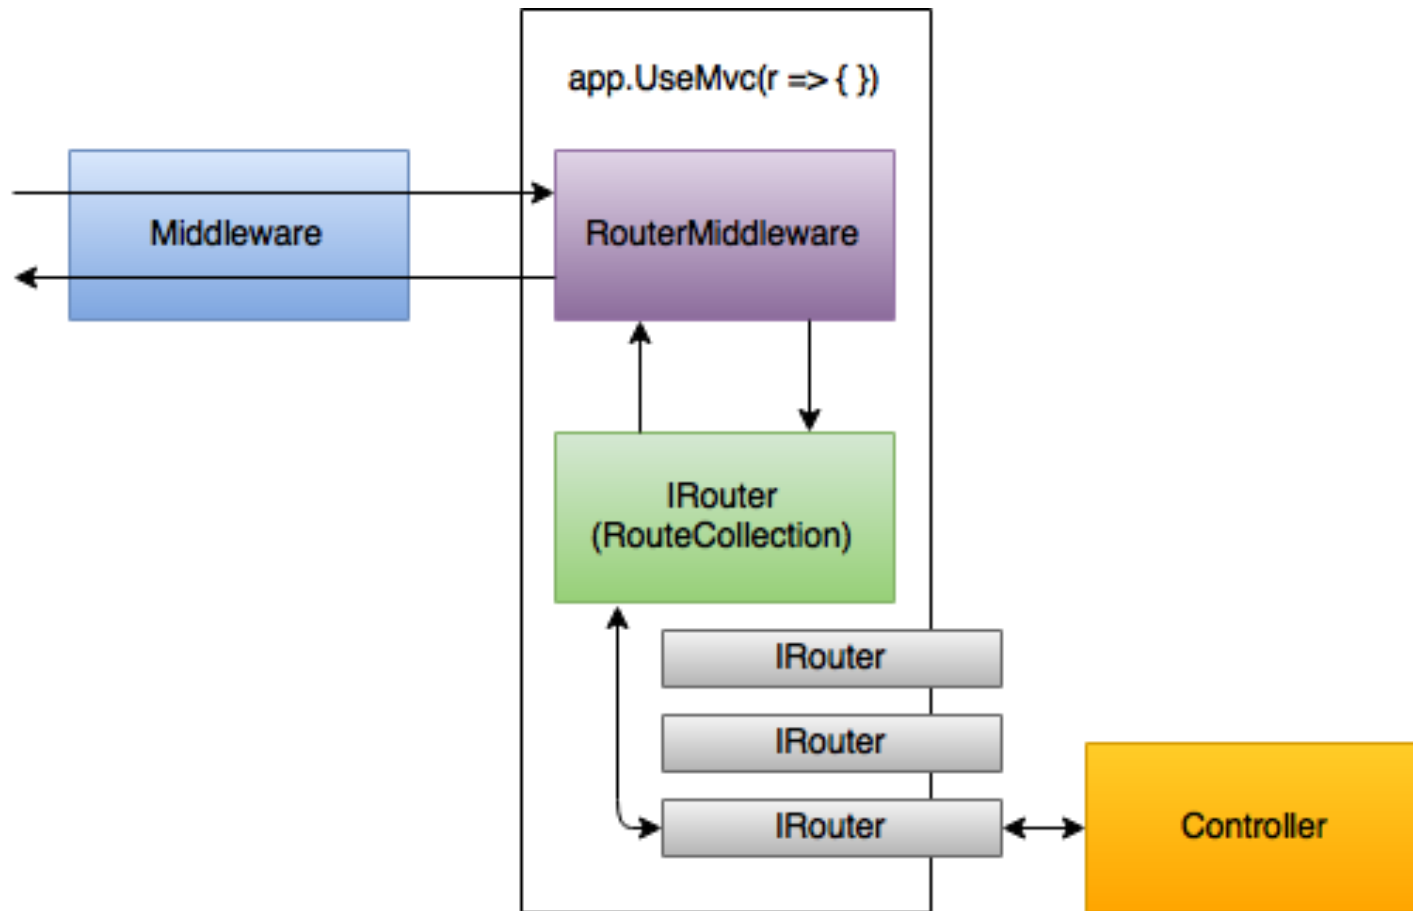 app.UseMvc(r => { })
Middleware
RouterMiddleware
IRouter
(RouteCollection)
IRouter
IRouter
IRouter
Controller